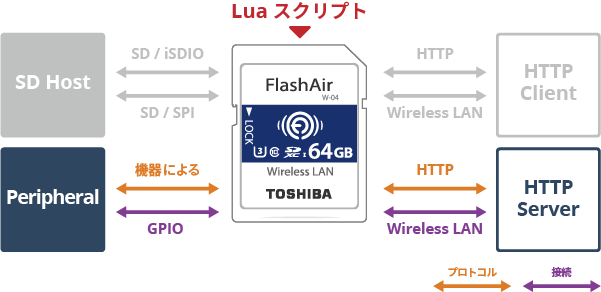 Lua スクリプト
SD Host
SD / iSDIO
SD / SPI
FlashAir
W-04
LOCK
U3 10 SDXC I 64GB
Wireless LAN
TOSHIBA
HTTP
Wireless LAN
HTTP
Client
Peripheral
機器による
GPIO
HTTP
Wireless LAN
HTTP
Server
プロトコル
接続